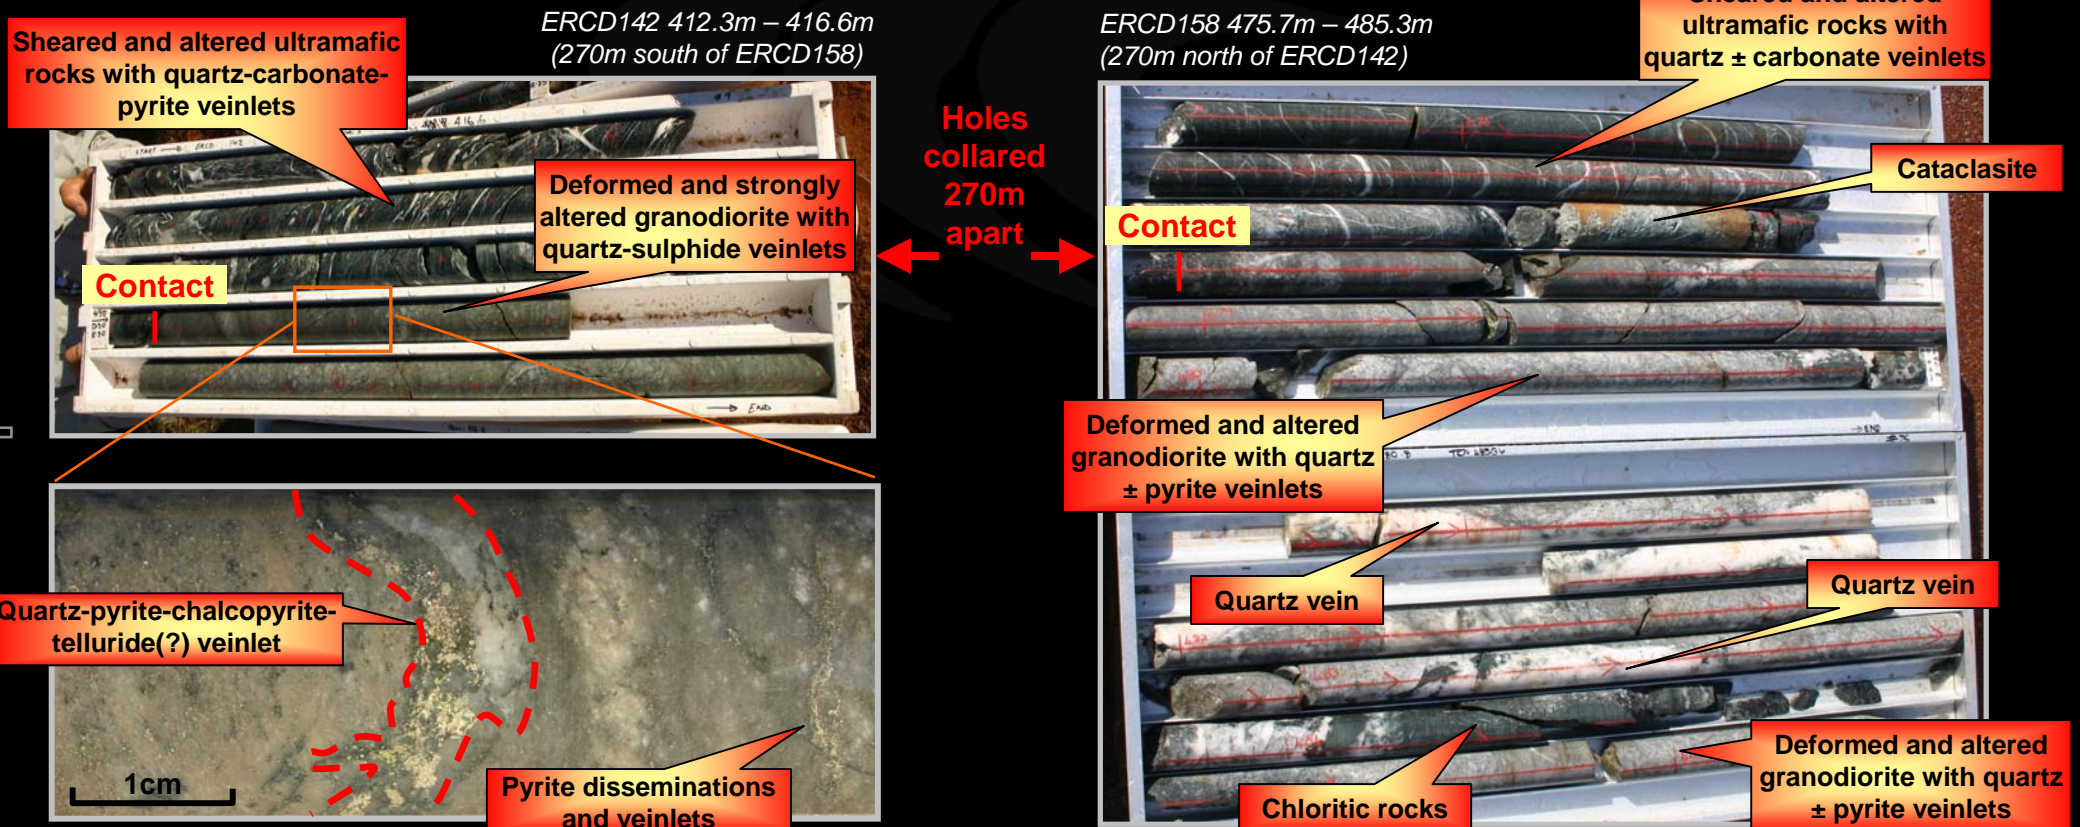 ERCD142 412.3m – 416.6m
(270m south of ERCD158)
ERCD158 475.7m – 485.3m
(270m north of ERCD142)
Sheared and altered ultramafic
rocks with quartz-carbonate-
pyrite veinlets
Deformed and strongly
altered granodiorite with
quartz-sulphide veinlets
Contact
END
Holes
collared
270m
apart
Sheared and altered
ultramafic rocks with
quartz ± carbonate veinlets
Cataclasite
Contact
Deformed and altered
granodiorite with quartz
± pyrite veinlets
END
Quartz vein
Quartz vein
Chloritic rocks
Deformed and altered
granodiorite with quartz
± pyrite veinlets
Quartz-pyrite-chalcopyrite-
telluride(?) veinlet
1cm
Pyrite disseminations
and veinlets